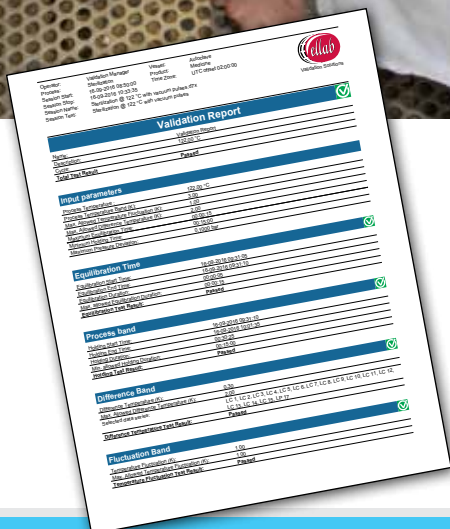 ellab
Validation Solutions
Operator: Validation Manager
Process: Sterilization
Session Start: 16-09-2016 08:50:00
Session Stop: 16-09-2016 10:33:35
Session Name: Sterilization @ 122 °C with vacuum pulses
Session Text: Sterilization @ 122 °C with vacuum pulses
Vessel: Autoclave
Product: Medicine
Time Zone: UTC offset 02:00:00
Validation Report
Name: Validation Report
Description: 122.00 °C
Cycle:
Total Test Result Passed
Input parameters
Process Temperature: 122.00 °C
Process Temperature Band (K): 3.00
Max. Allowed Temperature Fluctuation (K): 1.00
Max. Allowed Difference Temperature (K): 2.00
Maximum Equilibration Time: 00:00:15
Minimum Holding Time: 00:15:00
Maximum Pressure Deviation: 0.1000 bar
Equilibration Time
Equilibration Start Time: 16-09-2016 09:31:05
Equilibration End Time: 16-09-2016 09:31:10
Equilibration Duration: 00:00:05
Max. allowed Equilibration Duration: 00:00:15
Equilibration Test Result: Passed
Process band
Holding Start Time: 16-09-2016 09:31:10
Holding End Time: 16-09-2016 10:01:35
Holding Duration: 00:30:25
Min. allowed Holding Duration: 00:15:00
Holding Test Result: Passed
Difference Band
Difference Temperature (K): 0.30
Max. Allowed Difference Temperature (K): 2.00
Selected data series: LC 1, LC 2, LC 3, LC 4, LC 5, LC 6, LC 7, LC 8, LC 9, LC 10, LC 11, LC 12,
LC 13, LC 14, LC 15, LP 17
Difference Temperature Test Result: Passed
Fluctuation Band
Temperature Fluctuation (K): 1.00
Max. Allowed Temperature Fluctuation (K): 1.00
Temperature Fluctuation Test Result: Passed